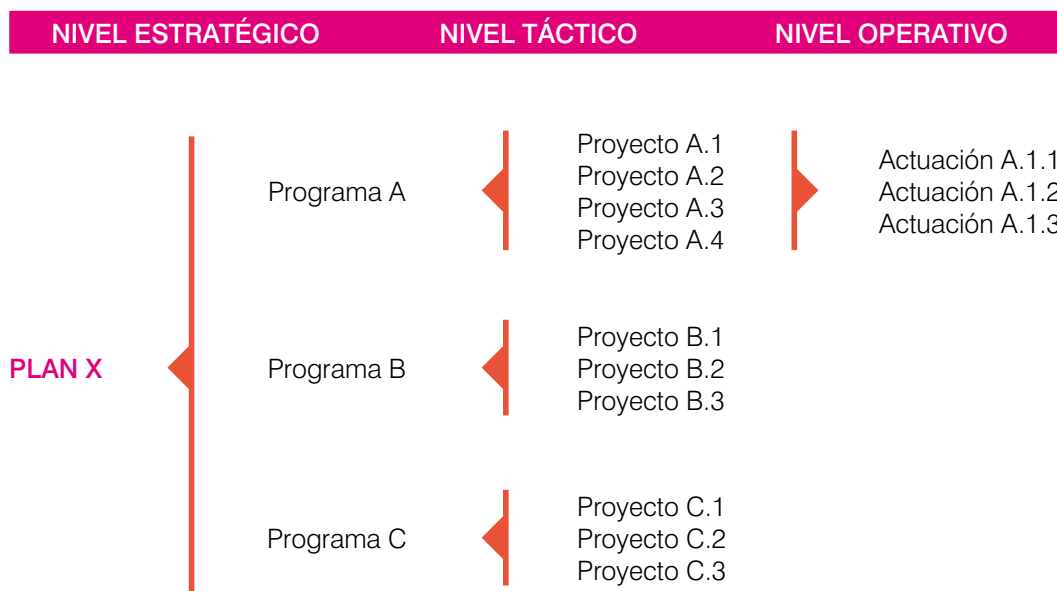 NIVEL ESTRATÉGICO NIVEL TÁCTICO NIVEL OPERATIVO
PLAN X
Programa A
Proyecto A.1
Proyecto A.2
Proyecto A.3
Proyecto A.4
Actuación A.1.1
Actuación A.1.2
Actuación A.1.3
Programa B
Proyecto B.1
Proyecto B.2
Proyecto B.3
Programa C
Proyecto C.1
Proyecto C.2
Proyecto C.3